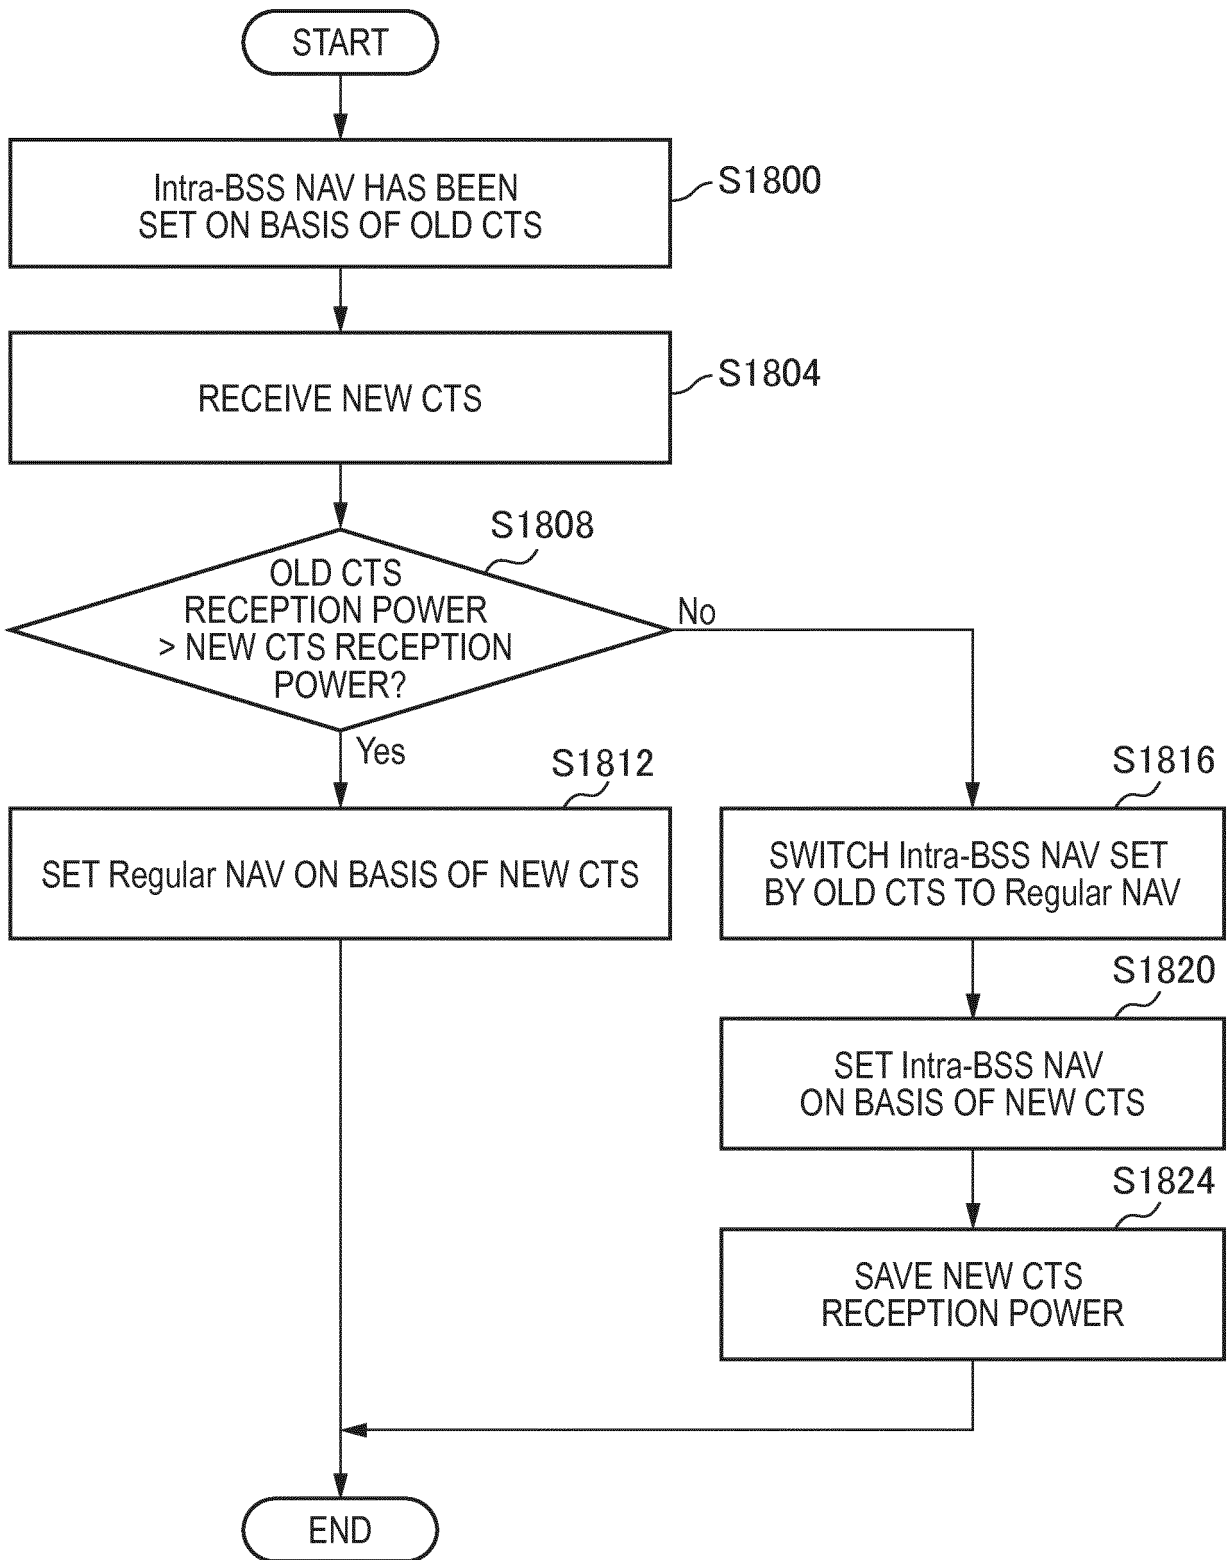 START
Intra-BSS NAV HAS BEEN
SET ON BASIS OF OLD CTS
S1800
RECEIVE NEW CTS
S1804
S1808
OLD CTS
RECEPTION POWER
> NEW CTS RECEPTION
POWER?
No
Yes
S1812
SET Regular NAV ON BASIS OF NEW CTS
S1816
SWITCH Intra-BSS NAV SET
BY OLD CTS TO Regular NAV
S1820
SET Intra-BSS NAV
ON BASIS OF NEW CTS
S1824
SAVE NEW CTS
RECEPTION POWER
END